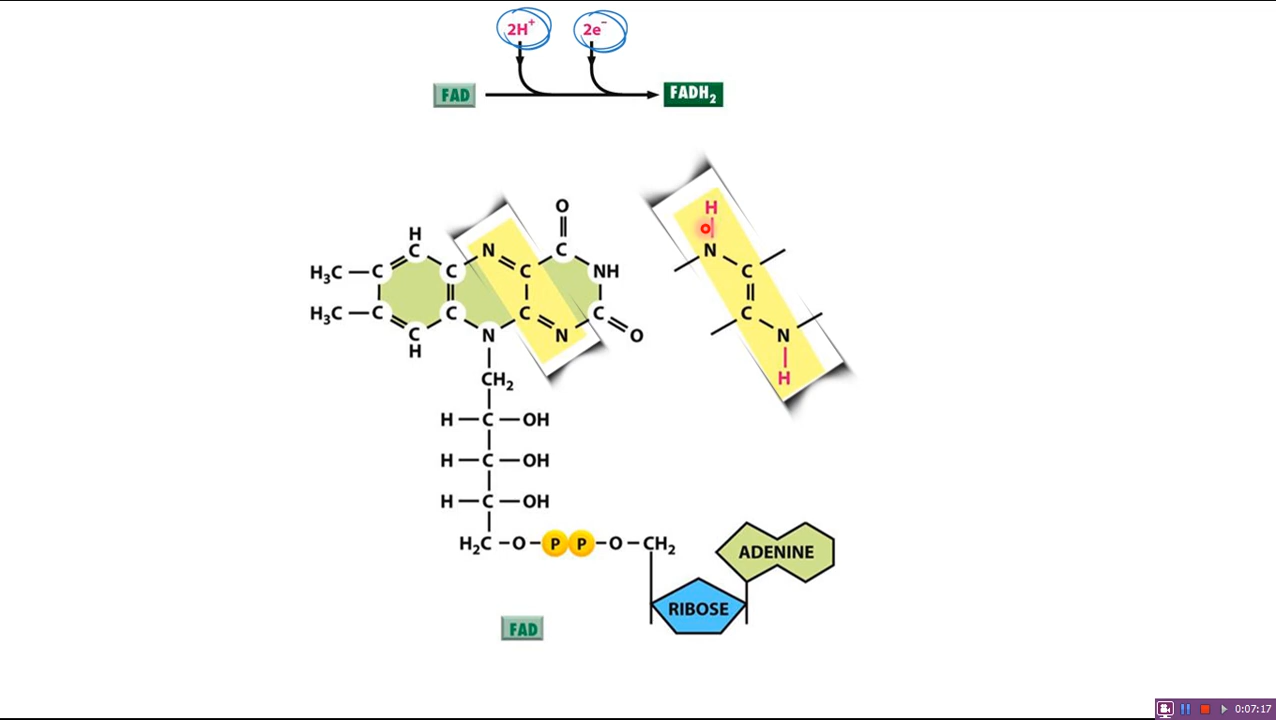 2H⁺ 2e⁻
FAD FADH₂
O
H C
H₃C C C N C NH
H₃C C C C C C
C N N O
H
CH₂
H C OH
H C OH
H C OH
H₂C O P P O CH₂
ADENINE
RIBOSE
FAD
H
N
C
C
N
H
0:07:17